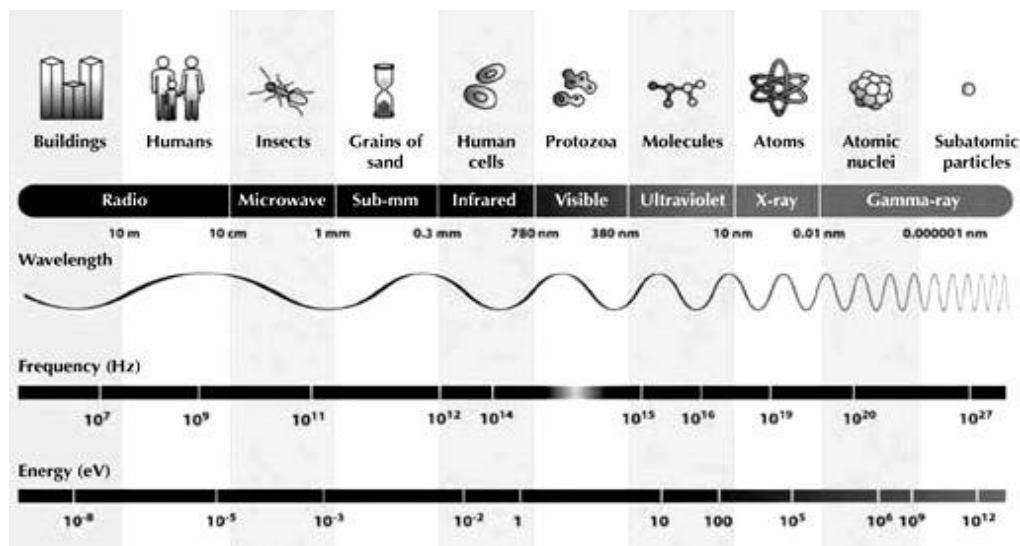 Buildings Humans Insects Grains of sand Human cells Protozoa Molecules Atoms Atomic nuclei Subatomic particles
Radio Microwave Sub-mm Infrared Visible Ultraviolet X-ray Gamma-ray
10 m 10 cm 1 mm 0.3 mm 780 nm 380 nm 10 nm 0.01 nm 0.000001 nm
Wavelength
Frequency (Hz)
10⁷ 10⁹ 10¹¹ 10¹² 10¹⁴ 10¹⁵ 10¹⁶ 10¹⁹ 10²⁰ 10²⁷
Energy (eV)
10⁻⁸ 10⁻⁵ 10⁻³ 10⁻² 1 10 100 10⁵ 10⁶ 10⁹ 10¹²